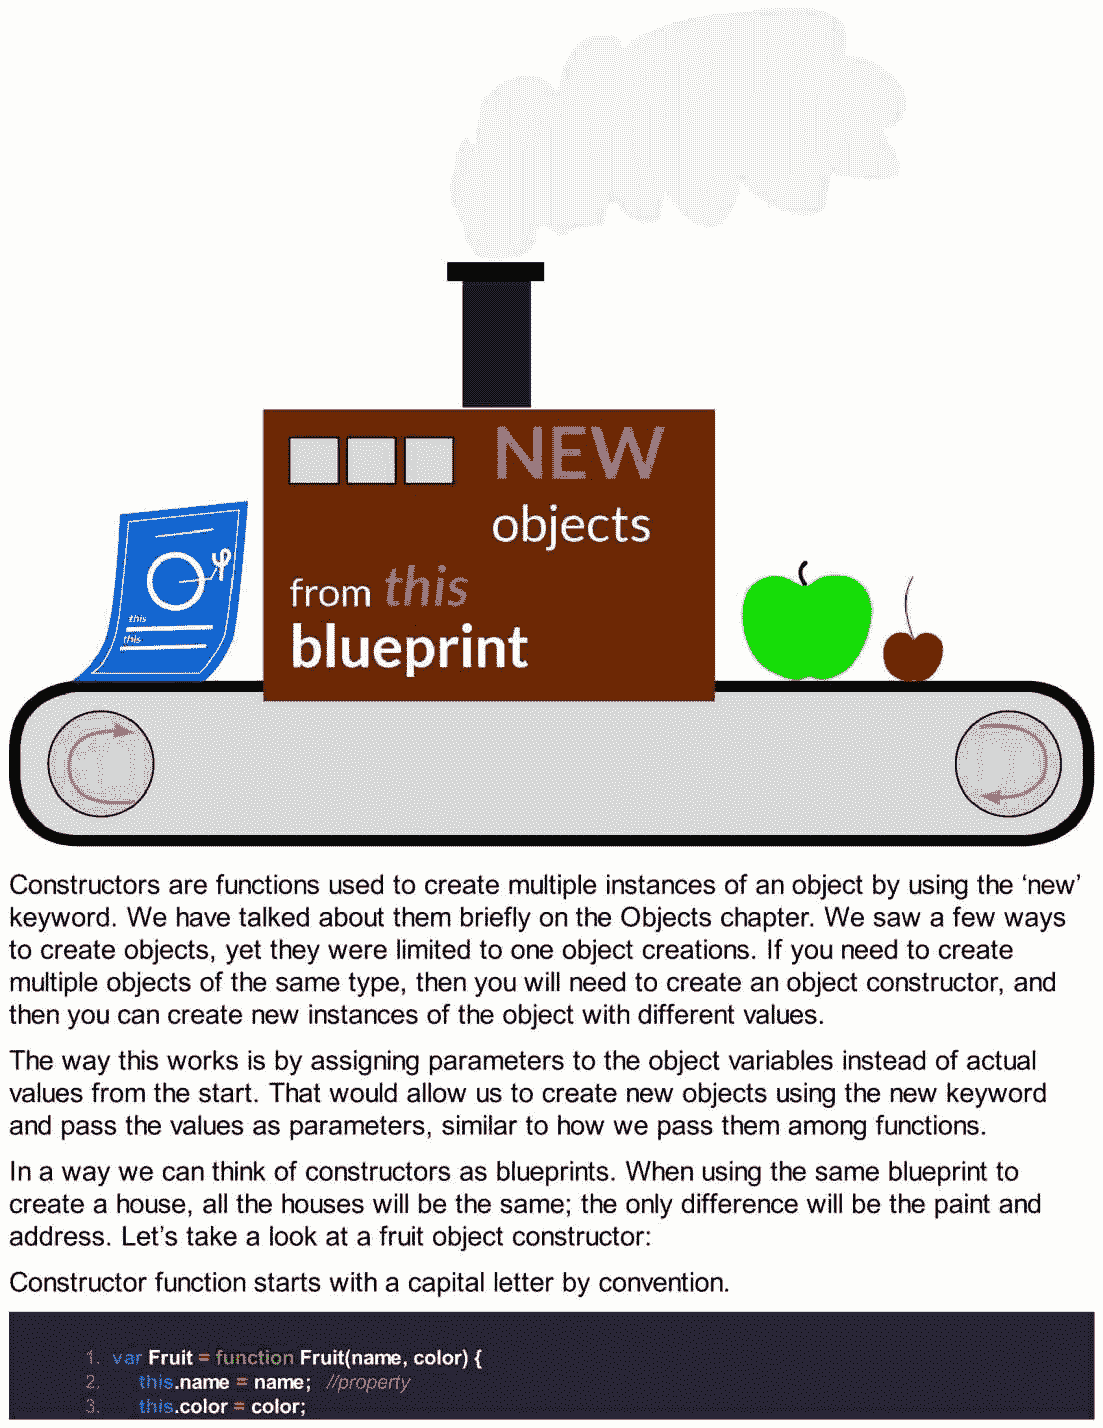 NEW
objects
from this
blueprint
this
this
Constructors are functions used to create multiple instances of an object by using the ‘new’
keyword. We have talked about them briefly on the Objects chapter. We saw a few ways
to create objects, yet they were limited to one object creations. If you need to create
multiple objects of the same type, then you will need to create an object constructor, and
then you can create new instances of the object with different values.
The way this works is by assigning parameters to the object variables instead of actual
values from the start. That would allow us to create new objects using the new keyword
and pass the values as parameters, similar to how we pass them among functions.
In a way we can think of constructors as blueprints. When using the same blueprint to
create a house, all the houses will be the same; the only difference will be the paint and
address. Let’s take a look at a fruit object constructor:
Constructor function starts with a capital letter by convention.
1. var Fruit = function Fruit(name, color) {
2. this.name = name; //property
3. this.color = color;